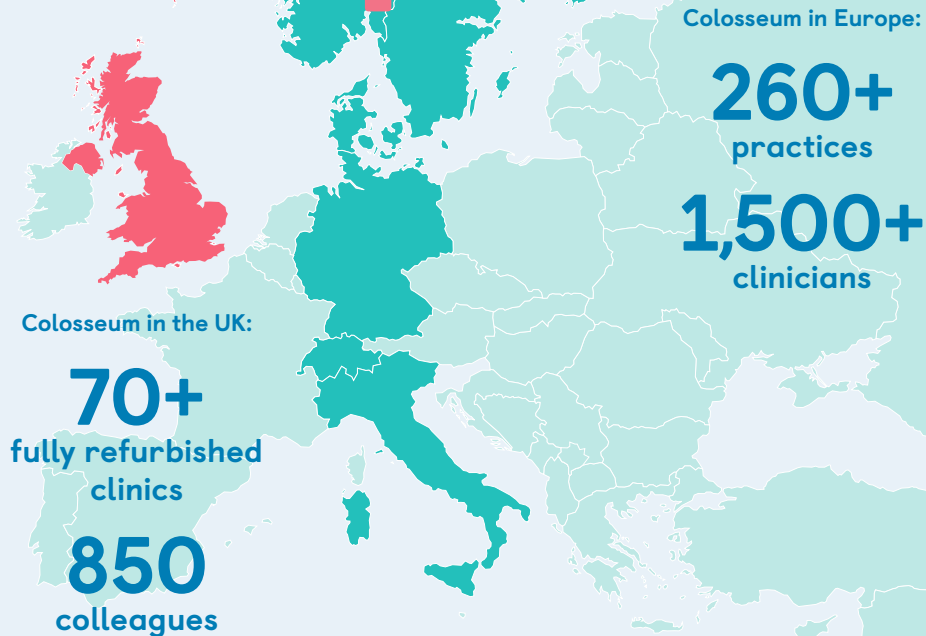 Colosseum in Europe:
260+
practices
1,500+
clinicians
Colosseum in the UK:
70+
fully refurbished
clinics
850
colleagues